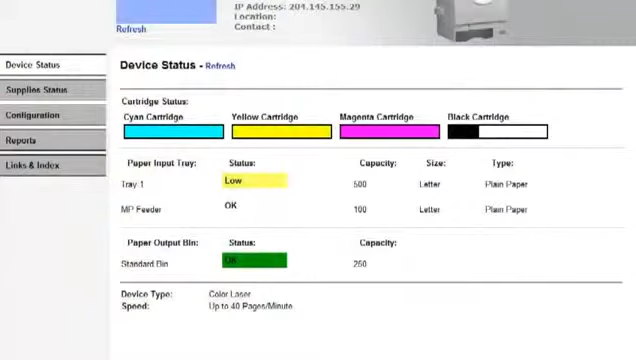 IP Address: 204.145.155.29
Location:
Refresh
Contact :
Device Status
Device Status - Refresh
Supplies Status
Configuration
Reports
Links & Index
Cartridge Status:
Cyan Cartridge Yellow Cartridge Magenta Cartridge Black Cartridge
Paper Input Tray: Status: Capacity: Size: Type:
Tray 1 Low 500 Letter Plain Paper
MP Feeder OK 100 Letter Plain Paper
Paper Output Bin: Status: Capacity:
Standard Bin OK 250
Device Type: Color Laser
Speed: Up to 40 Pages/Minute